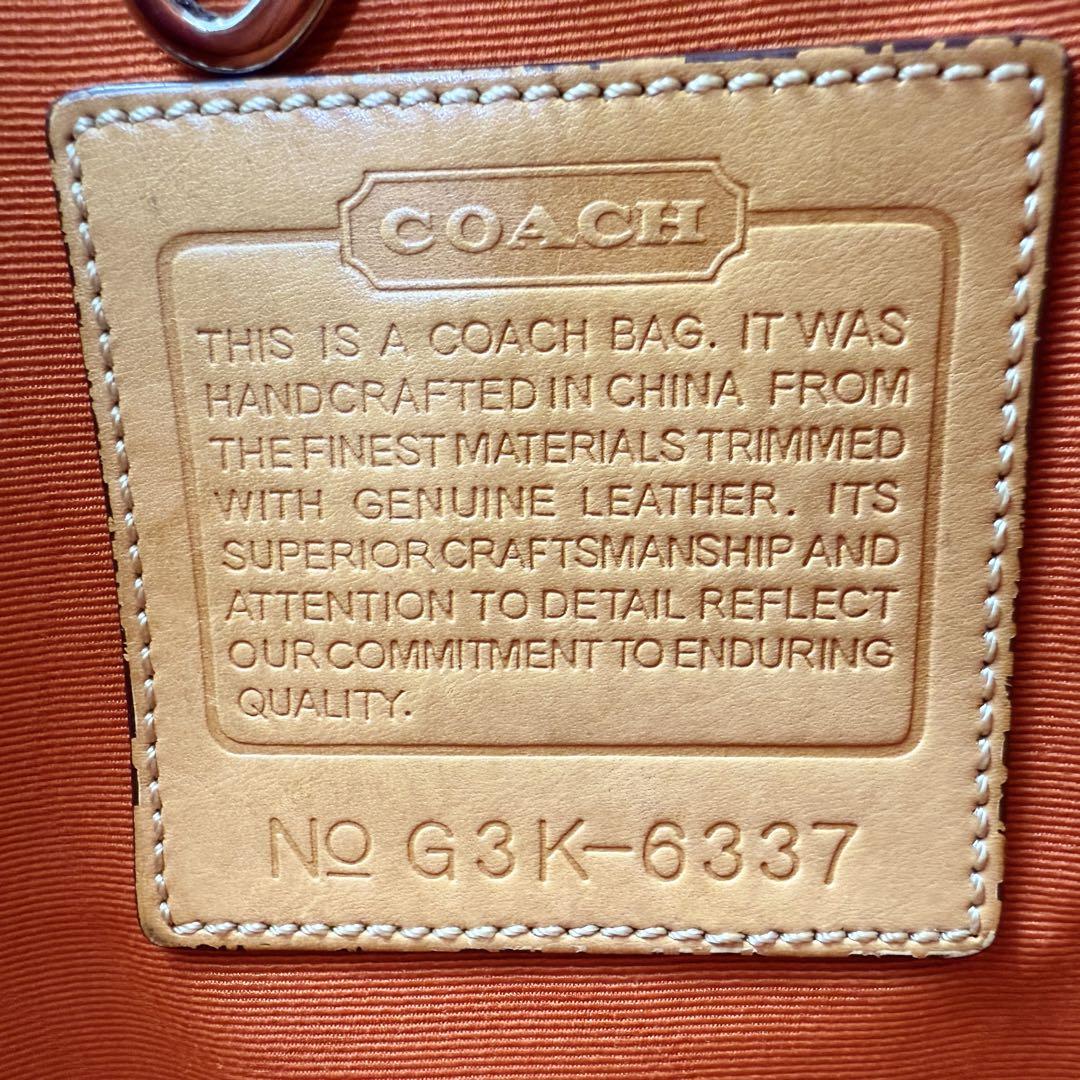 COACH
THIS IS A COACH BAG. IT WAS
HANDCRAFTED IN CHINA FROM
THE FINEST MATERIALS TRIMMED
WITH GENUINE LEATHER. ITS
SUPERIOR CRAFTSMANSHIP AND
ATTENTION TO DETAIL REFLECT
OUR COMMITMENT TO ENDURING
QUALITY.
No G3K-6337